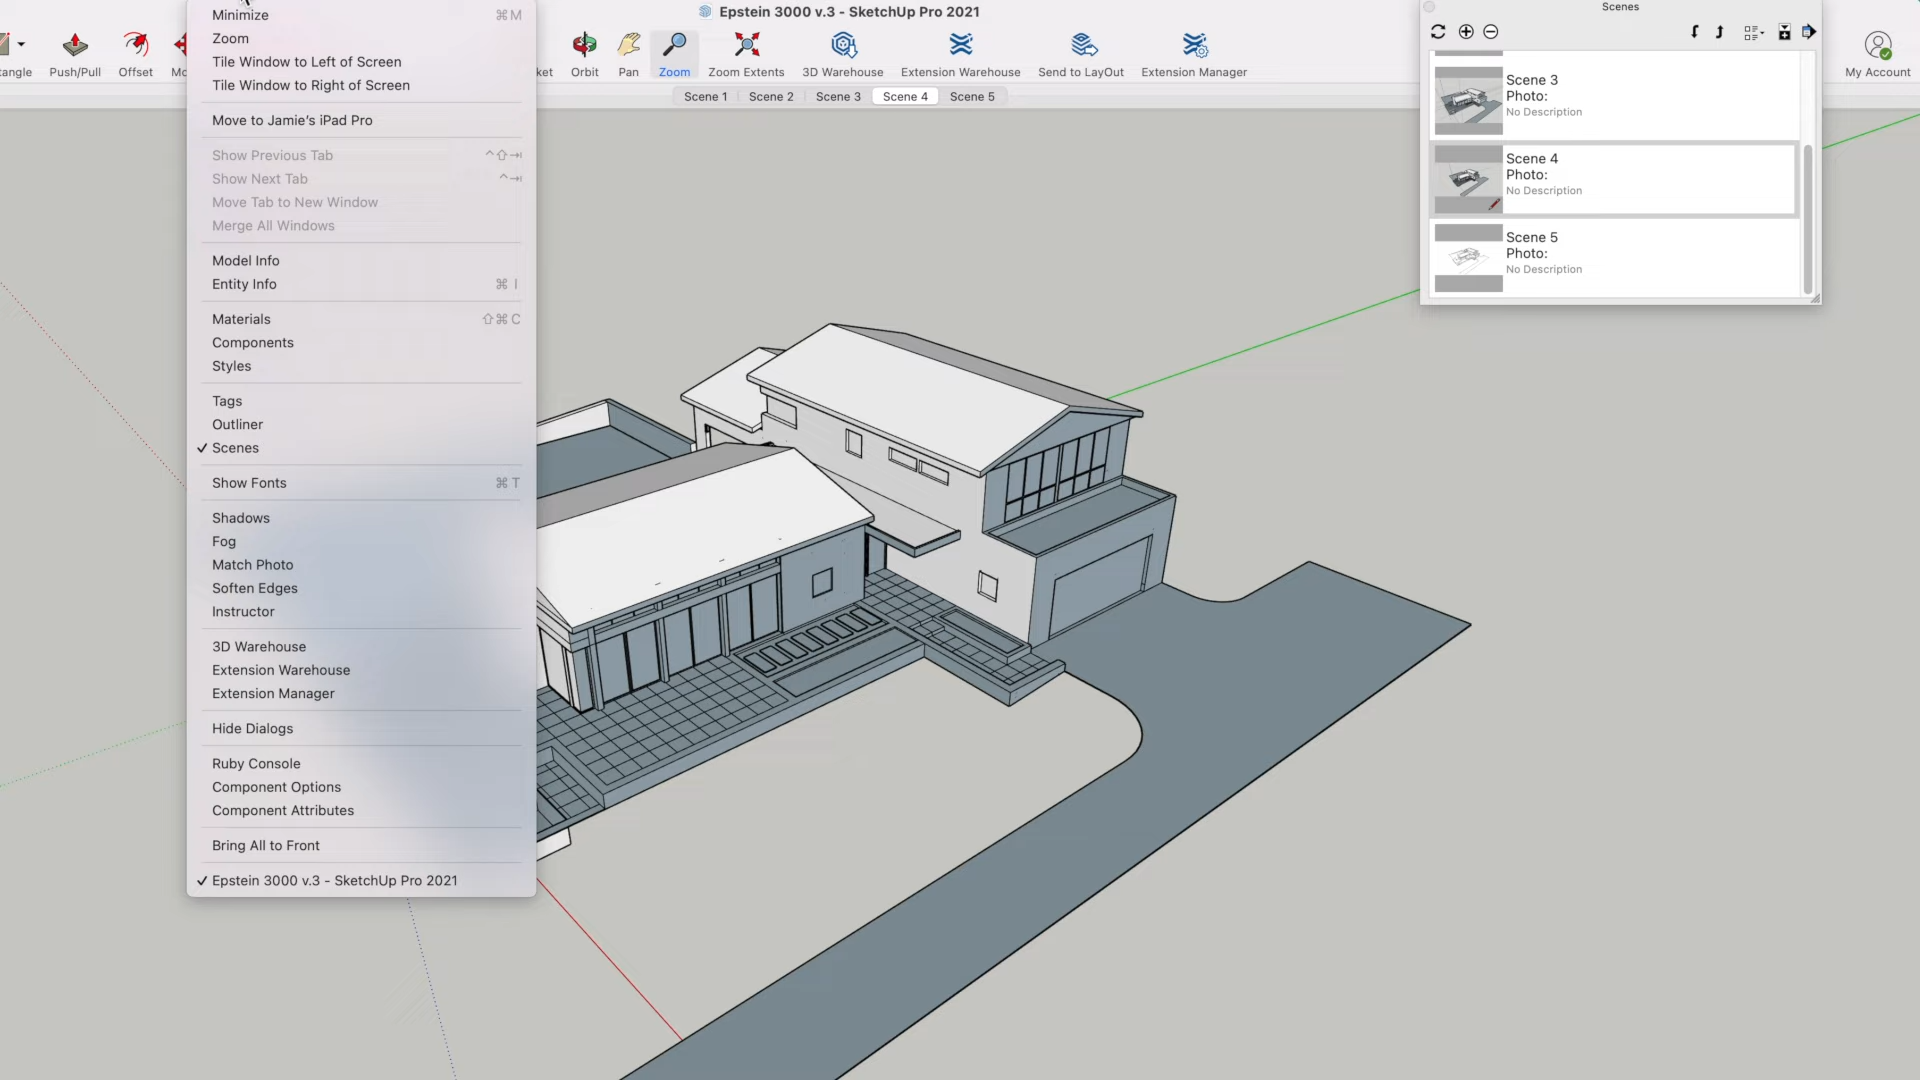 Epstein 3000 v.3 - SketchUp Pro 2021
Push/Pull
Offset
Orbit
Pan
Zoom
Zoom Extents
3D Warehouse
Extension Warehouse
Send to LayOut
Extension Manager
My Account
Scene 1
Scene 2
Scene 3
Scene 4
Scene 5
Minimize ⌘M
Zoom
Tile Window to Left of Screen
Tile Window to Right of Screen
Move to Jamie's iPad Pro
Show Previous Tab ⌃⇧⇥
Show Next Tab ⌃⇥
Move Tab to New Window
Merge All Windows
Model Info
Entity Info ⌘ I
Materials ⇧⌘C
Components
Styles
Tags
Outliner
✓ Scenes
Show Fonts ⌘T
Shadows
Fog
Match Photo
Soften Edges
Instructor
3D Warehouse
Extension Warehouse
Extension Manager
Hide Dialogs
Ruby Console
Component Options
Component Attributes
Bring All to Front
✓ Epstein 3000 v.3 - SketchUp Pro 2021
Scenes
Scene 3
Photo:
No Description
Scene 4
Photo:
No Description
Scene 5
Photo:
No Description